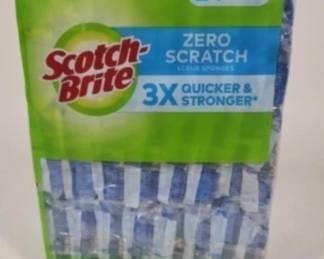 Scotch-
Brite
ZERO
SCRATCH
SCRUB SPONGES
3X QUICKER &
STRONGER*